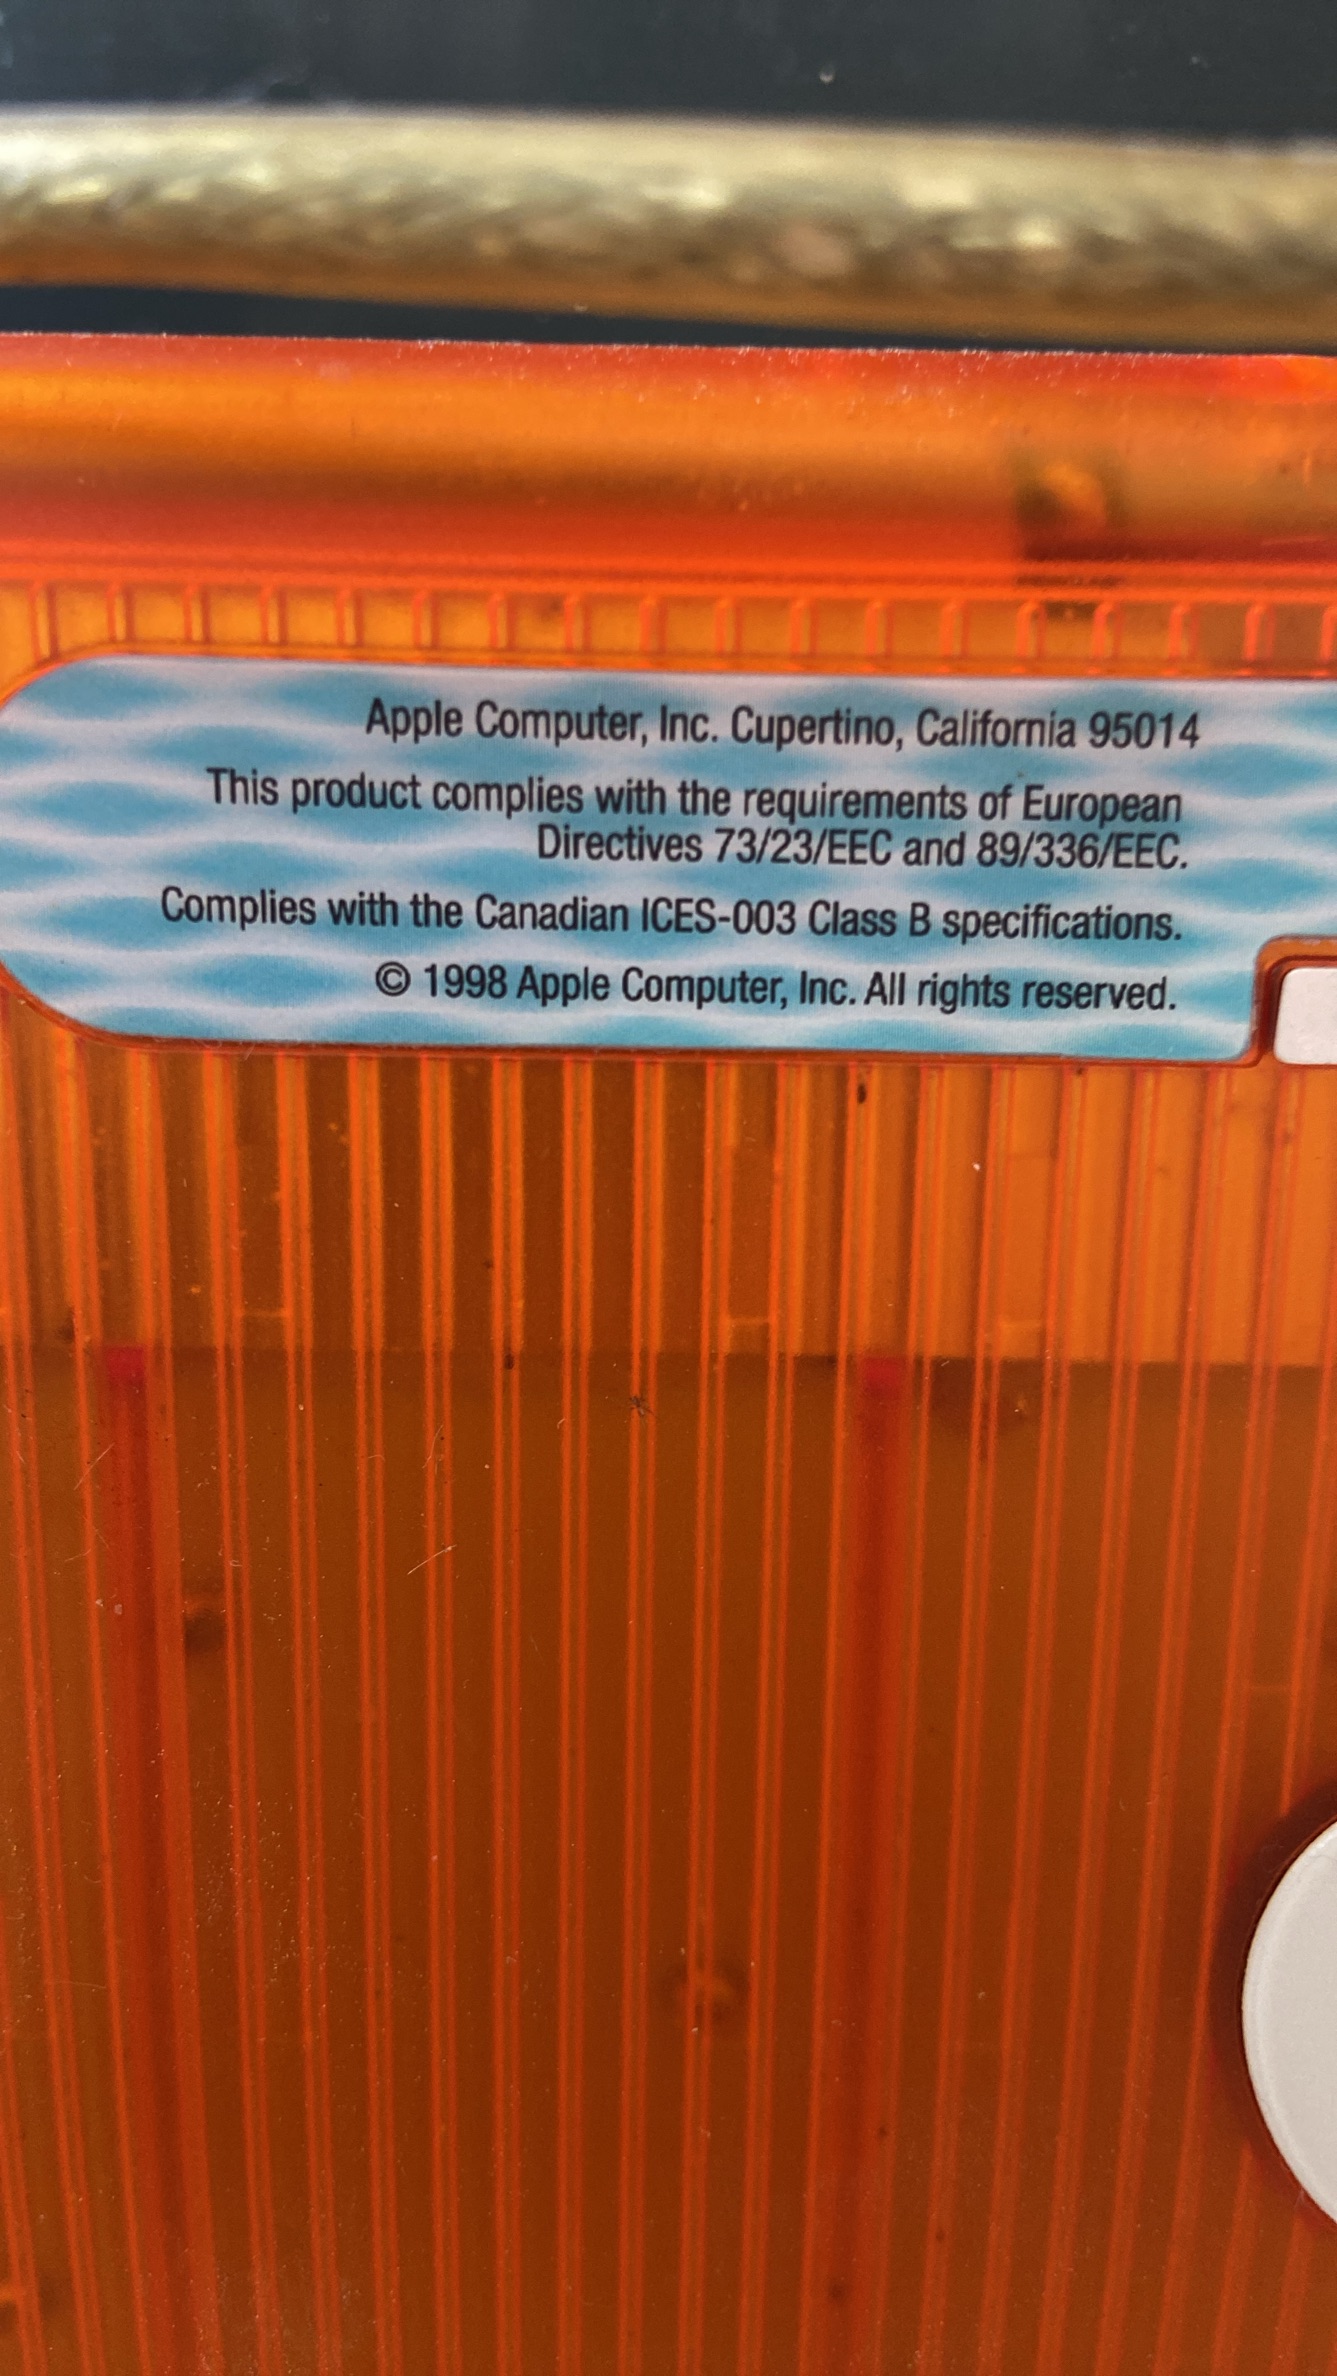 Apple Computer, Inc. Cupertino, California 95014
This product complies with the requirements of European
Directives 73/23/EEC and 89/336/EEC.
Complies with the Canadian ICES-003 Class B specifications.
© 1998 Apple Computer, Inc. All rights reserved.